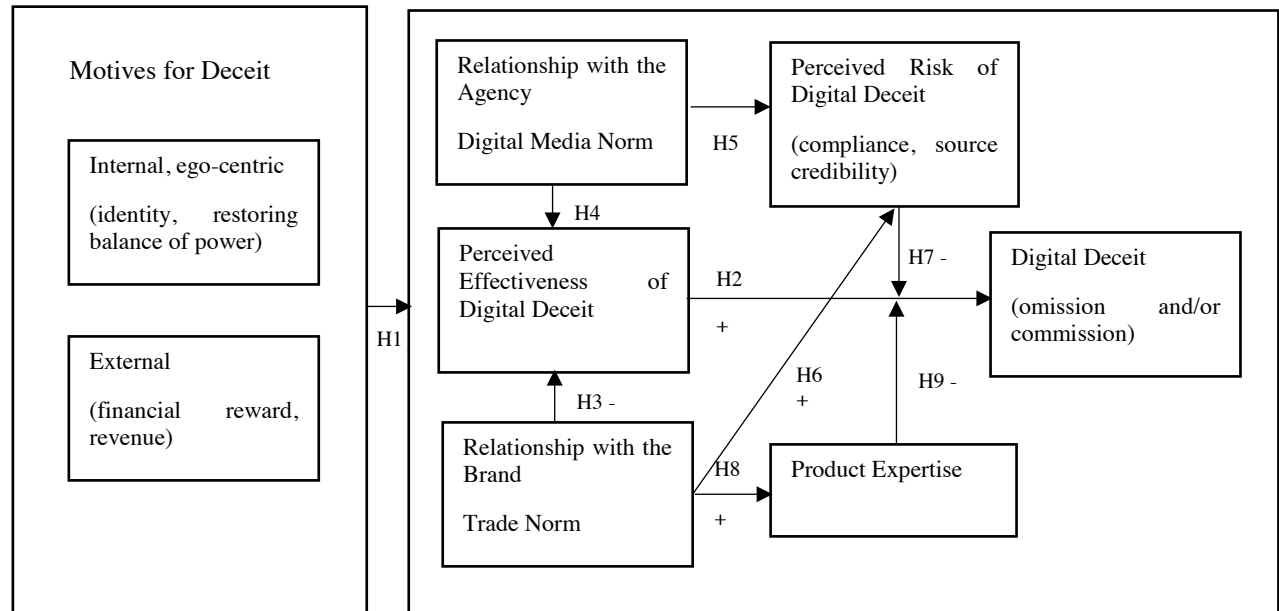 Motives for Deceit
Internal, ego-centric
(identity, restoring
balance of power)
External
(financial reward,
revenue)
H1
Relationship with the
Agency
Digital Media Norm
H5
Perceived Risk of
Digital Deceit
(compliance, source
credibility)
H4
Perceived
Effectiveness of
Digital Deceit
H2
+
H7 -
Digital Deceit
(omission and/or
commission)
H3 -
H6
+
H9 -
Relationship with the
Brand
Trade Norm
H8
+
Product Expertise